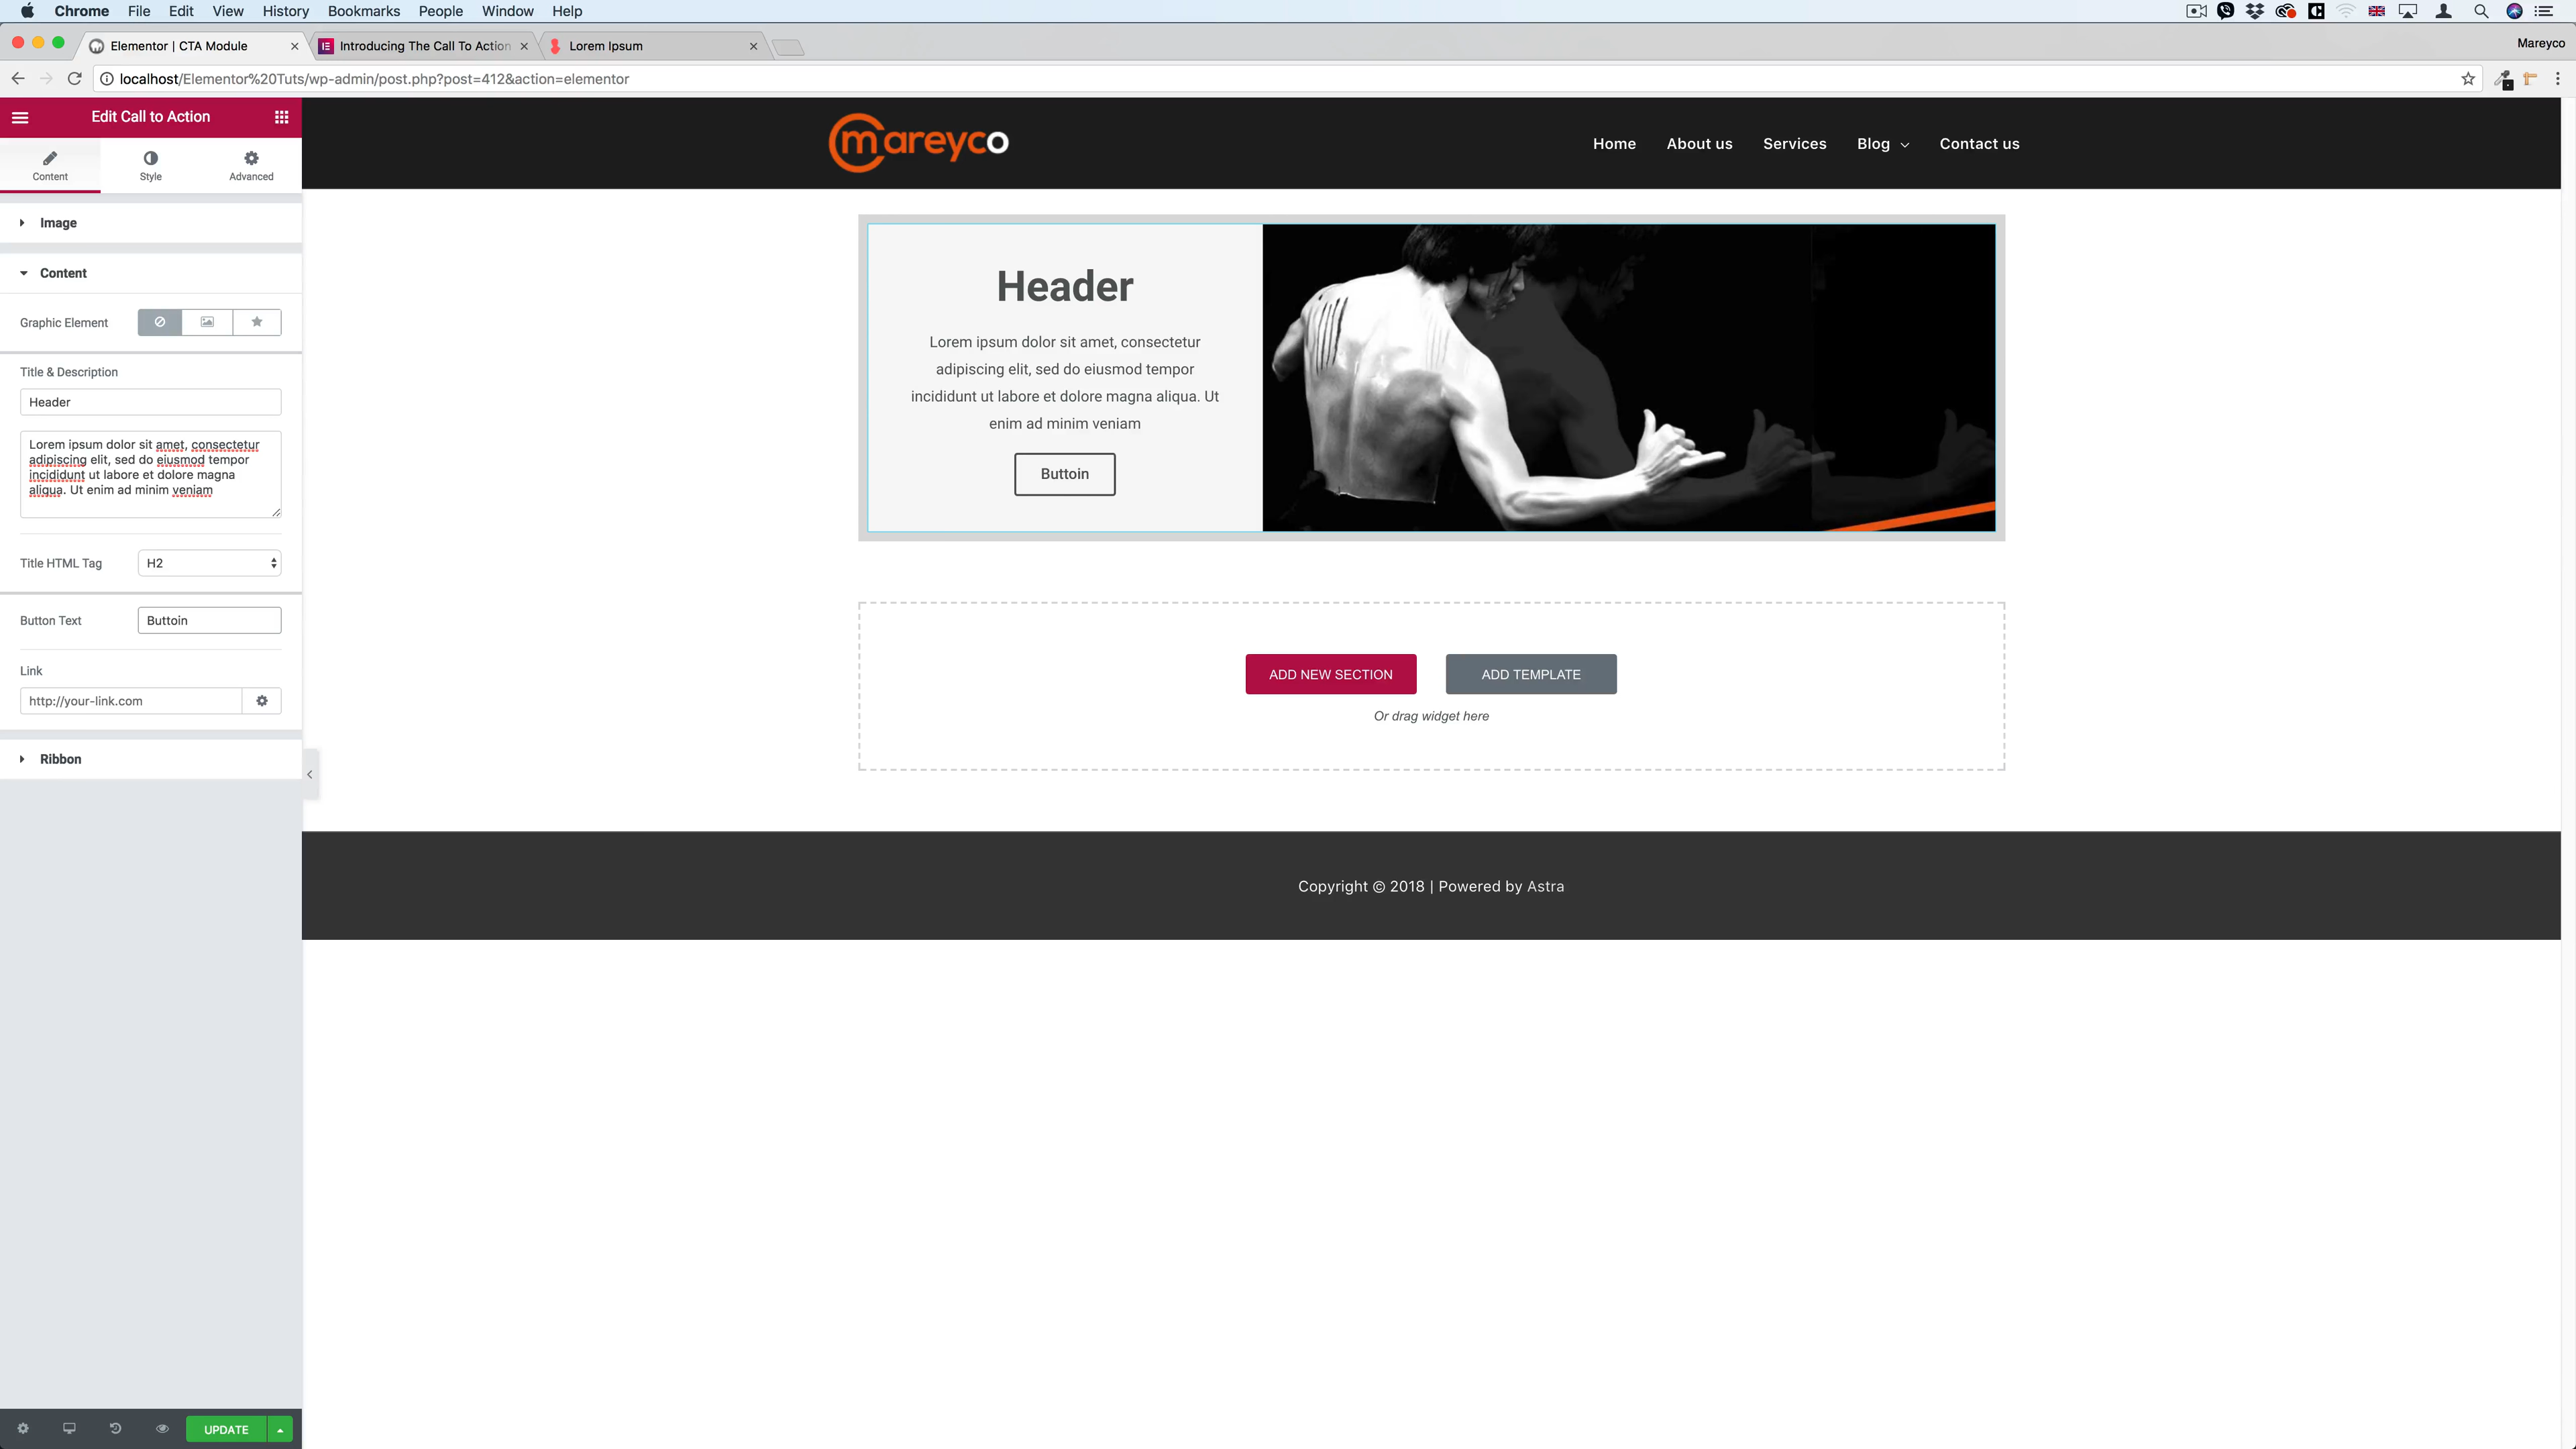 Chrome File Edit View History Bookmarks People Window Help
Elementor | CTA Module
Introducing The Call To Action
Lorem Ipsum
Mareyco
localhost/Elementor%20Tuts/wp-admin/post.php?post=412&action=elementor
Edit Call to Action
Content
Style
Advanced
Image
Content
Graphic Element
Title & Description
Header
Lorem ipsum dolor sit amet, consectetur
adipiscing elit, sed do eiusmod tempor
incididunt ut labore et dolore magna
aliqua. Ut enim ad minim veniam
Title HTML Tag
H2
Button Text
Buttoin
Link
http://your-link.com
Ribbon
UPDATE
mareyco
Home
About us
Services
Blog
Contact us
Header
Lorem ipsum dolor sit amet, consectetur
adipiscing elit, sed do eiusmod tempor
incididunt ut labore et dolore magna aliqua. Ut
enim ad minim veniam
Buttoin
ADD NEW SECTION
ADD TEMPLATE
Or drag widget here
Copyright © 2018 | Powered by Astra